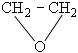 CH₂ - CH₂
O